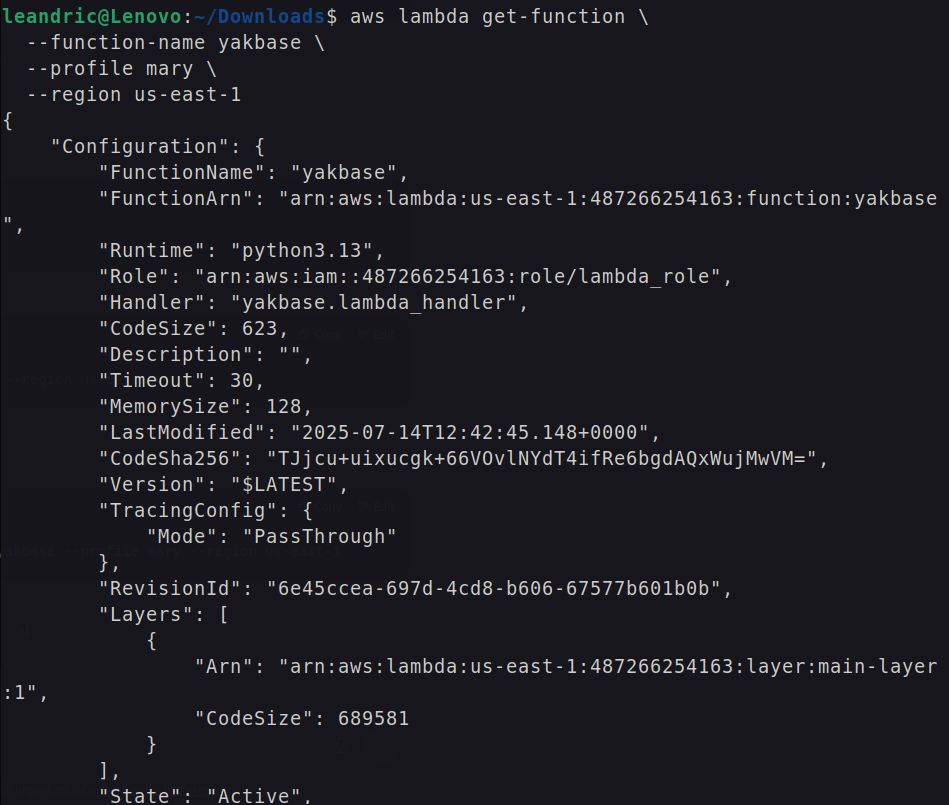 leandric@Lenovo:~/Downloads$ aws lambda get-function \
  --function-name yakbase \
  --profile mary \
  --region us-east-1
{
    "Configuration": {
        "FunctionName": "yakbase",
        "FunctionArn": "arn:aws:lambda:us-east-1:487266254163:function:yakbase
",
        "Runtime": "python3.13",
        "Role": "arn:aws:iam::487266254163:role/lambda_role",
        "Handler": "yakbase.lambda_handler",
        "CodeSize": 623,
        "Description": "",
        "Timeout": 30,
        "MemorySize": 128,
        "LastModified": "2025-07-14T12:42:45.148+0000",
        "CodeSha256": "TJjcu+uixucgk+66VOvlNYdT4ifRe6bgdAQxWujMwVM=",
        "Version": "$LATEST",
        "TracingConfig": {
            "Mode": "PassThrough"
        },
        "RevisionId": "6e45ccea-697d-4cd8-b606-67577b601b0b",
        "Layers": [
            {
                "Arn": "arn:aws:lambda:us-east-1:487266254163:layer:main-layer
:1",
                "CodeSize": 689581
            }
        ],
        "State": "Active",